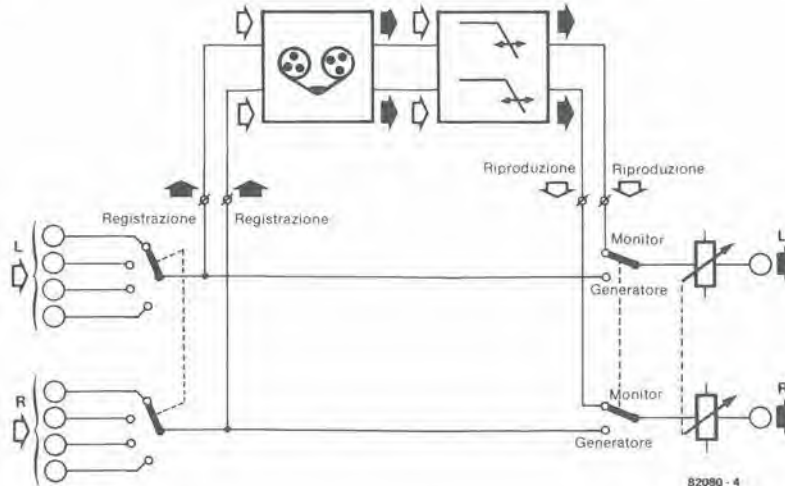 Riproduzione
Riproduzione
Registrazione
Registrazione
L
Monitor
L
Generatore
R
Monitor
R
Generatore
82080 - 4